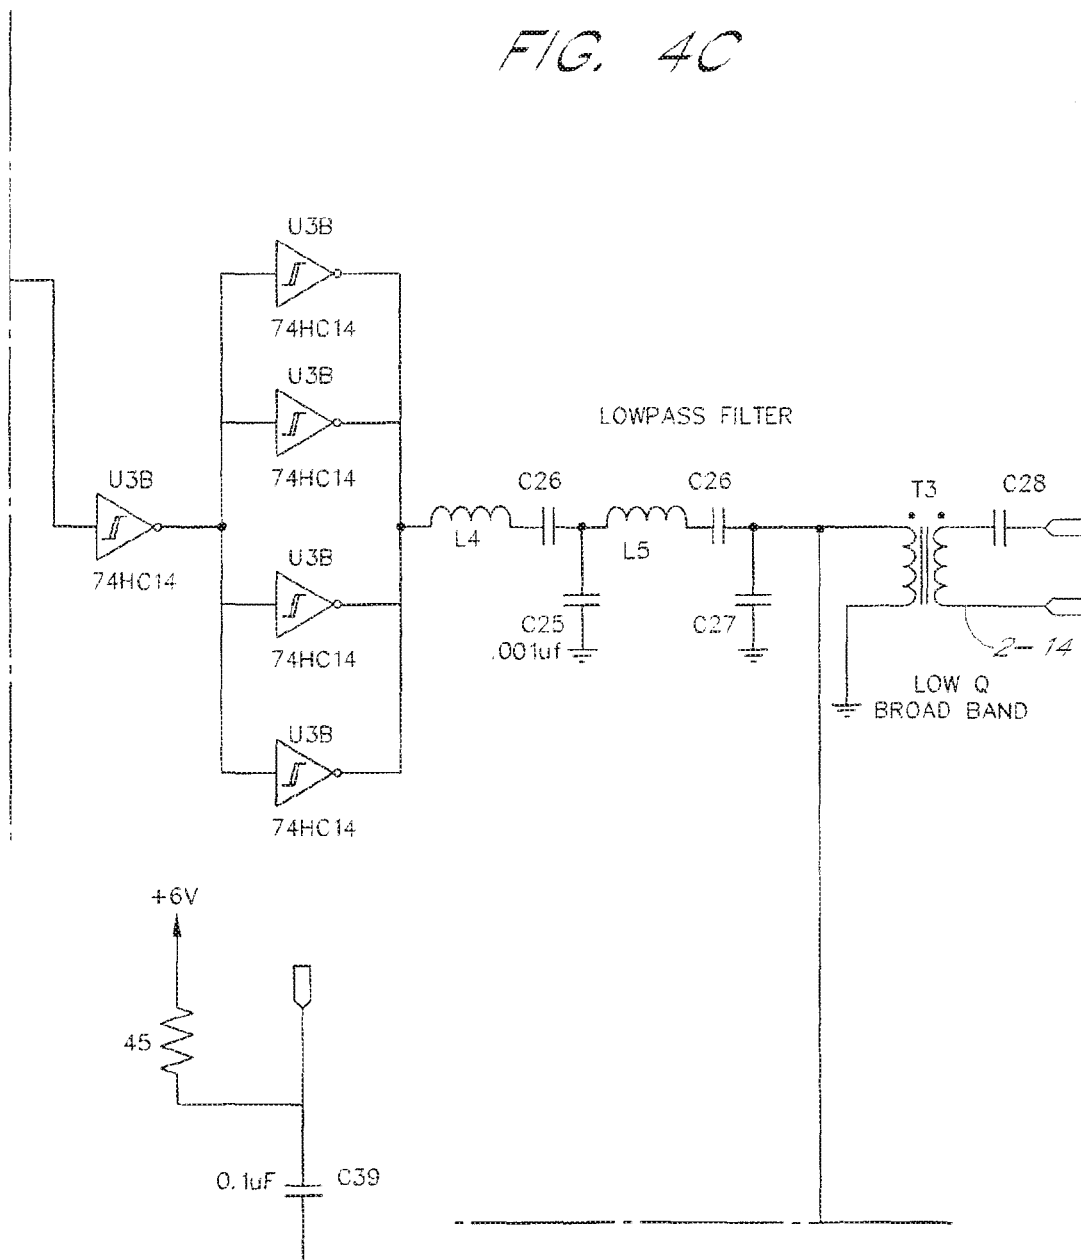 FIG. 4C
U3B
74HC14
U3B
74HC14
LOWPASS FILTER
U3B
74HC14
C26
L4
C26
L5
T3
C28
U3B
74HC14
C25
.001uf
C27
2-14
LOW Q
BROAD BAND
U3B
74HC14
+6V
45
0.1uF
C39